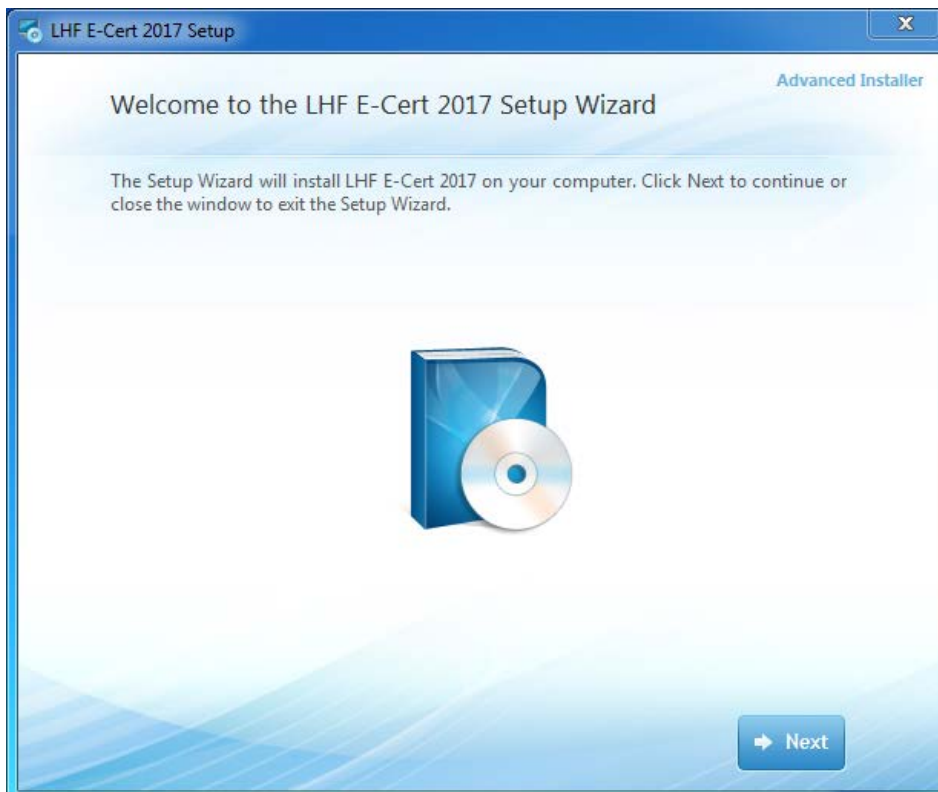 LHF E-Cert 2017 Setup
Advanced Installer
Welcome to the LHF E-Cert 2017 Setup Wizard
The Setup Wizard will install LHF E-Cert 2017 on your computer. Click Next to continue or
close the window to exit the Setup Wizard.
Next